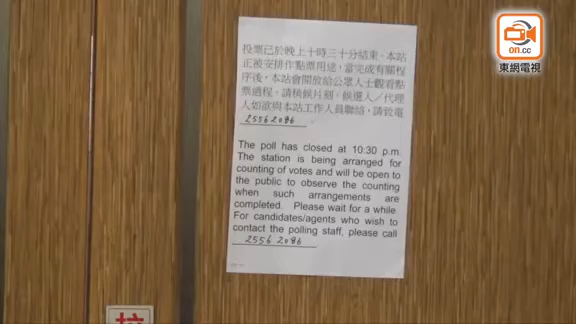 投票已於晚上十時三十分結束。本站
正被安排作點票用途，當完成有關程
序後，本站會開放給公眾人士觀看點
票過程。請稍候片刻。候選人／代理
人如欲與本站工作人員聯絡，請致電
2556 2086
The poll has closed at 10:30 p.m.
The station is being arranged for
counting of votes and will be open to
the public to observe the counting
when such arrangements are
completed. Please wait for a while.
For candidates/agents who wish to
contact the polling staff, please call
2556 2086
on.cc
東網電視